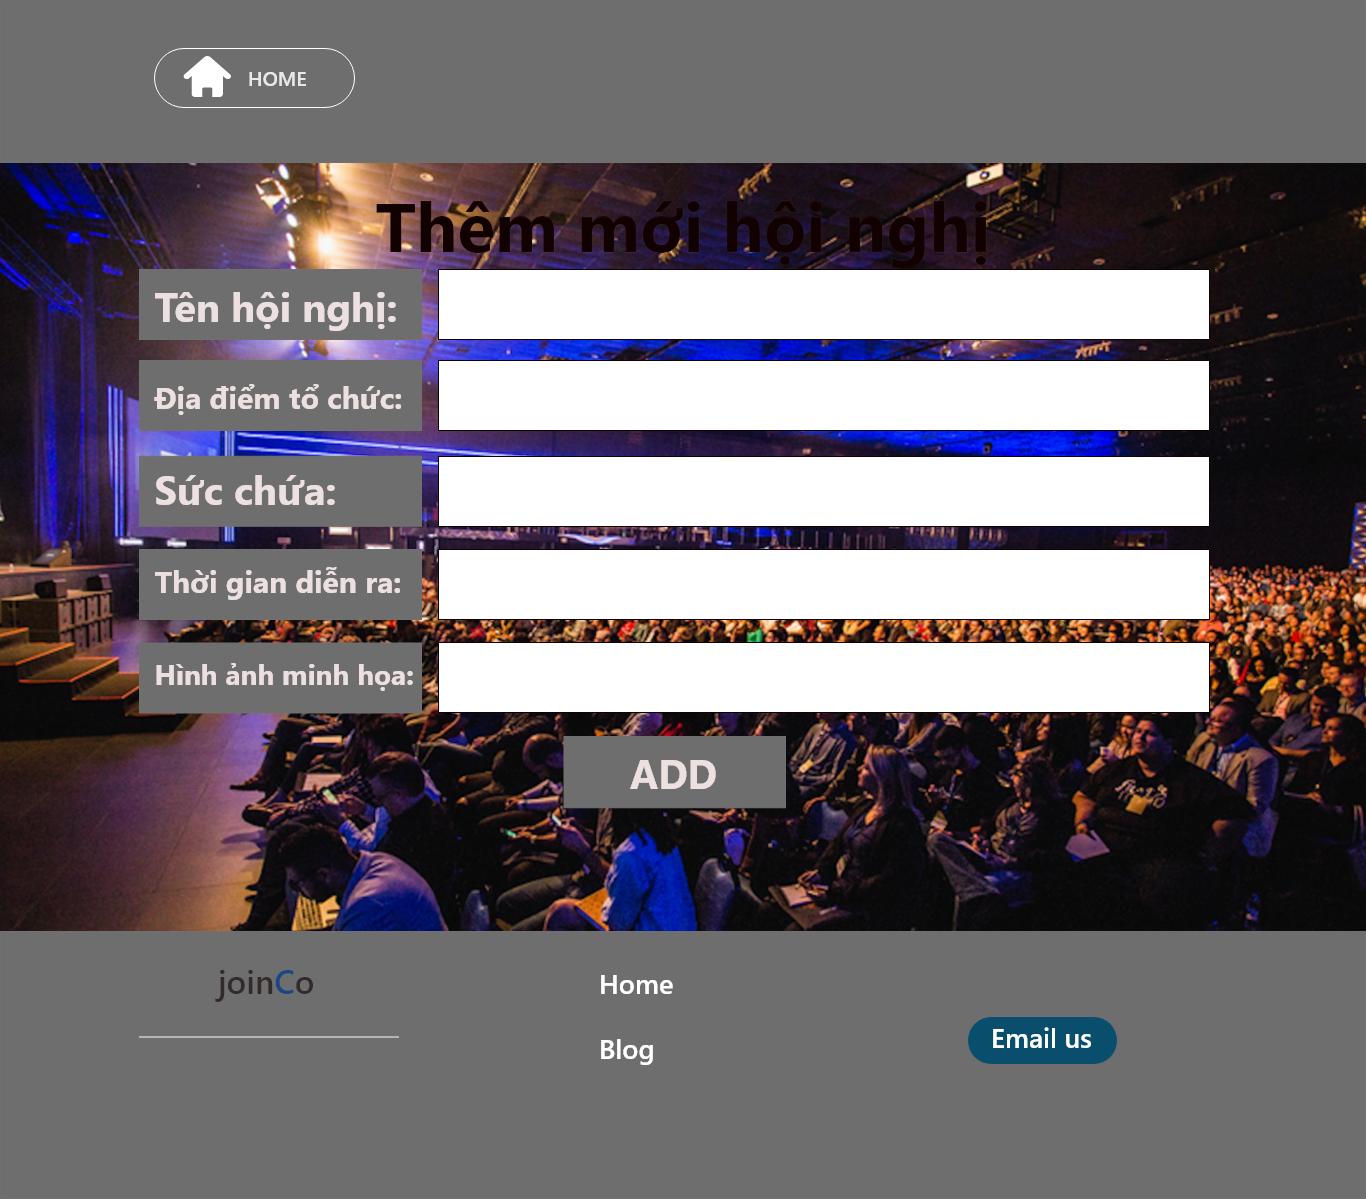 HOME
Thêm mới hội nghị
Tên hội nghị:
Địa điểm tổ chức:
Sức chứa:
Thời gian diễn ra:
Hình ảnh minh họa:
ADD
joinCo
Home
Blog
Email us